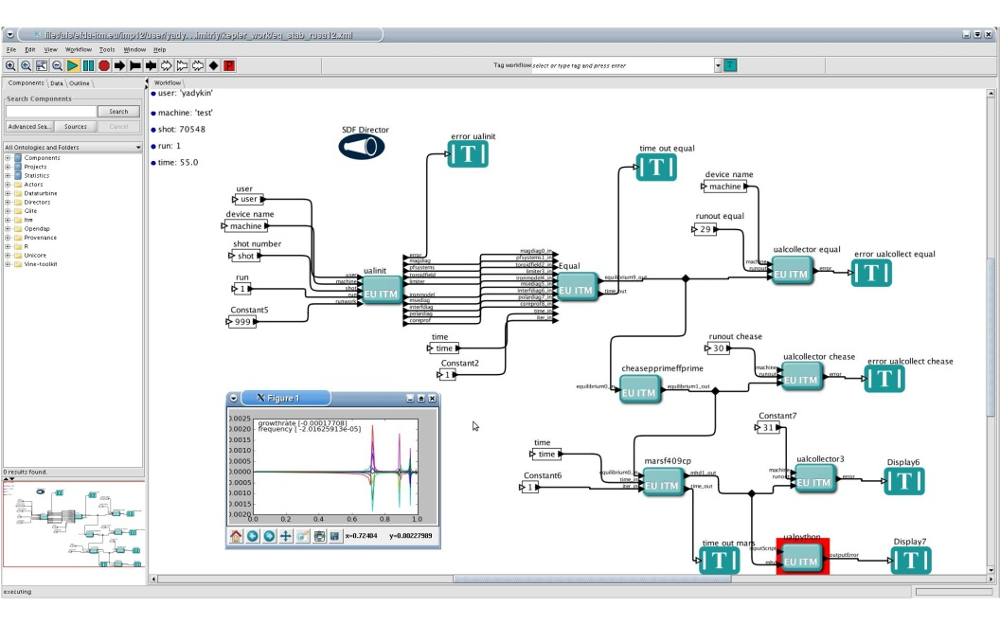 file:/afs/efda-itm.eu/imp12/user/yady...lmitriy/kepler_work/eq_stab_rusa12.xml
File Edit View Workflow Tools Window Help
Tag workflow: select or type tag and press enter
T
Components Data Outline
Workflow
Search Components
Search
Advanced Sea... Sources Cancel
All Ontologies and Folders
Components
Projects
Statistics
Actors
Dataturbine
Directors
Glite
Itm
Opendap
Provenance
R
Unicore
Vine-toolkit
0 results found.
user: 'yadykin'
machine: 'test'
shot: 70548
run: 1
time: 55.0
SDF Director
error ualinit
T
time out equal
T
device name
machine
runout equal
29
ualcollector equal
machine
runout
EU ITM
error
error ualcollect equal
T
user
user
device name
machine
shot number
shot
run
1
Constant5
999
ualinit
user
machine
shot
run
runwork
EU ITM
error
magdiag
pfsystems
toroidfield
limiter
ironmodel
msediag
interfdiag
polardiag
coreprof
magdiag0_in
pfsystems1_in
toroidfield2_in
limiter3_in
ironmodel4_in
msediag5_in
interfdiag6_in
polardiag7_in
coreprof8_in
time_in
iter_in
Equal
EU ITM
equilibrium9_out
time_out
time
time
Constant2
1
runout chease
30
cheasepprimeffprime
equilibrium0_in
EU ITM
equilibrium1_out
ualcollector chease
machine
runout
EU ITM
error
error ualcollect chease
T
Constant7
31
time
time
Constant6
1
marsf409cp
equilibrium0_in
time_in
iter_in
EU ITM
mhd1_out
time_out
ualcollector3
machine
runout
EU ITM
error
Display6
T
time out mars
T
ualpython
inputScript
mhd
EU ITM
outputError
Display7
T
Figure 1
growthrate [-0.00017708]
frequency [ -2.01625913e-05]
0.0025
0.0020
0.0015
0.0010
0.0005
0.0000
0.0005
0.0010
0.0015
0.0020
0.0 0.2 0.4 0.6 0.8 1.0
x=0.72404 y=0.00227989
executing